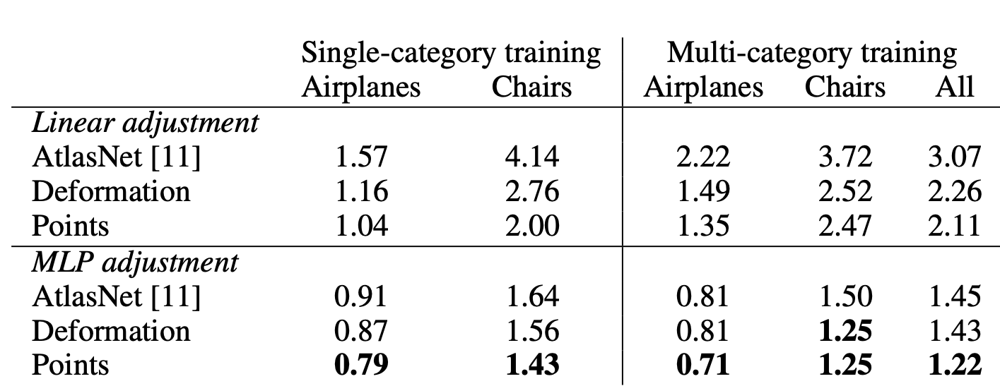 Single-category training Multi-category training
Airplanes Chairs Airplanes Chairs All
Linear adjustment
AtlasNet [11] 1.57 4.14 2.22 3.72 3.07
Deformation 1.16 2.76 1.49 2.52 2.26
Points 1.04 2.00 1.35 2.47 2.11
MLP adjustment
AtlasNet [11] 0.91 1.64 0.81 1.50 1.45
Deformation 0.87 1.56 0.81 1.25 1.43
Points 0.79 1.43 0.71 1.25 1.22